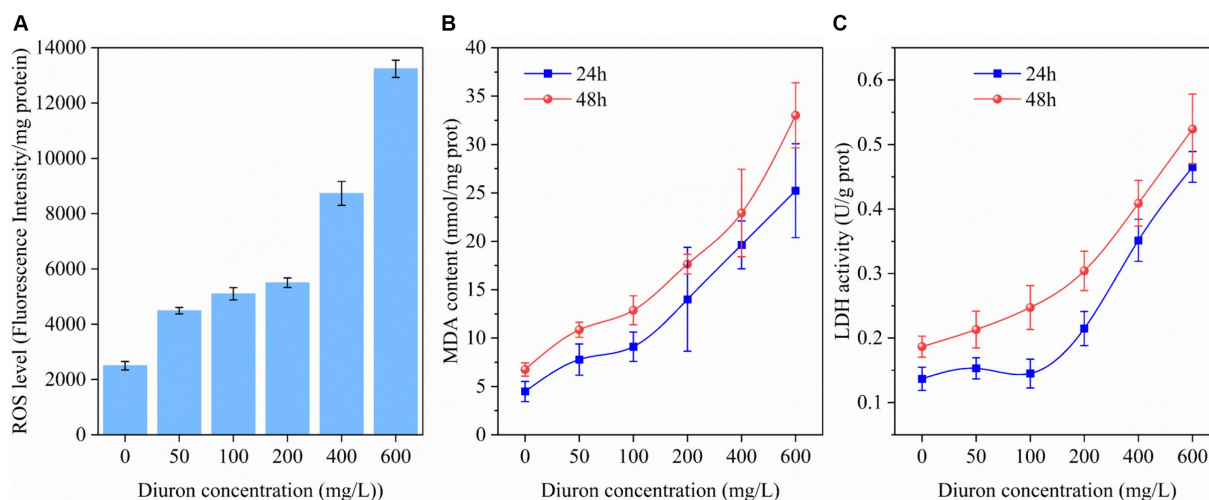 A
ROS level (Fluorescence Intensity/mg protein)
14000
12000
10000
8000
6000
4000
2000
0
0 50 100 200 400 600
Diuron concentration (mg/L))
B
MDA content (nmol/mg prot)
40
35
30
25
20
15
10
5
0
24h
48h
0 50 100 200 400 600
Diuron concentration (mg/L)
C
LDH activity (U/g prot)
0.6
0.5
0.4
0.3
0.2
0.1
24h
48h
0 50 100 200 400 600
Diuron concentration (mg/L)